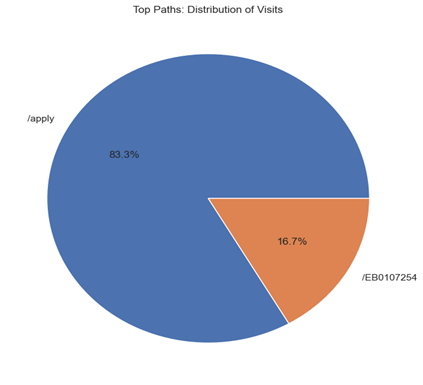 Top Paths: Distribution of Visits
/apply
83.3%
16.7%
/EB0107254